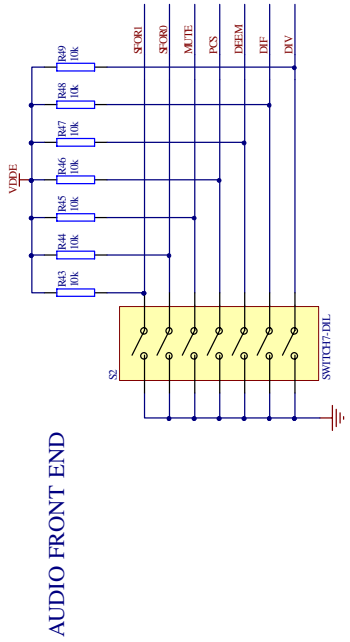 AUDIO FRONT END
VDDE
R43
10k
R44
10k
R45
10k
R46
10k
R47
10k
R48
10k
R49
10k
SFOR1
SFOR0
MUTE
PCS
DEEM
DIF
DIV
S2
SWITCH7-DIL